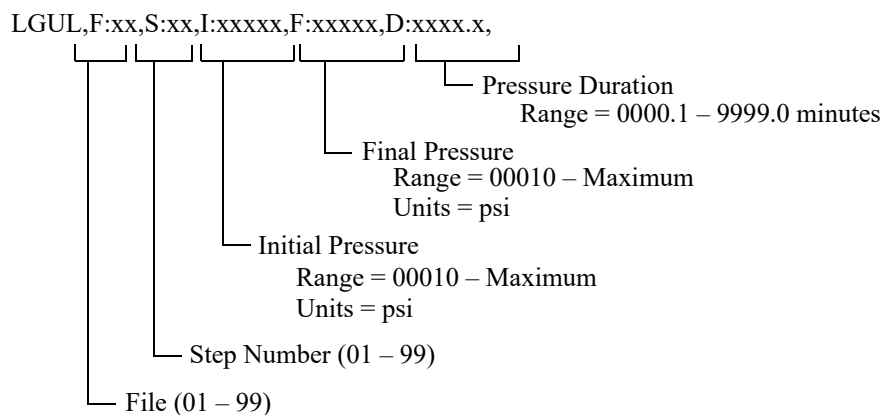 LGUL,F:xx,S:xx,I:xxxxx,F:xxxxx,D:xxxx.x,
Pressure Duration
Range = 0000.1 – 9999.0 minutes
Final Pressure
Range = 00010 – Maximum
Units = psi
Initial Pressure
Range = 00010 – Maximum
Units = psi
Step Number (01 – 99)
File (01 – 99)